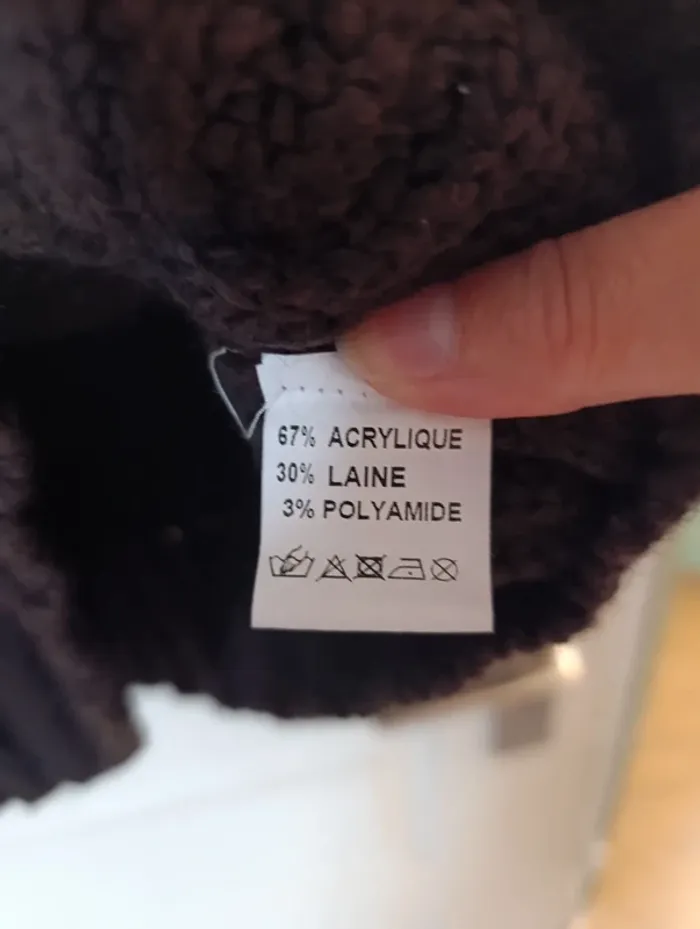 67% ACRYLIQUE
30% LAINE
3% POLYAMIDE